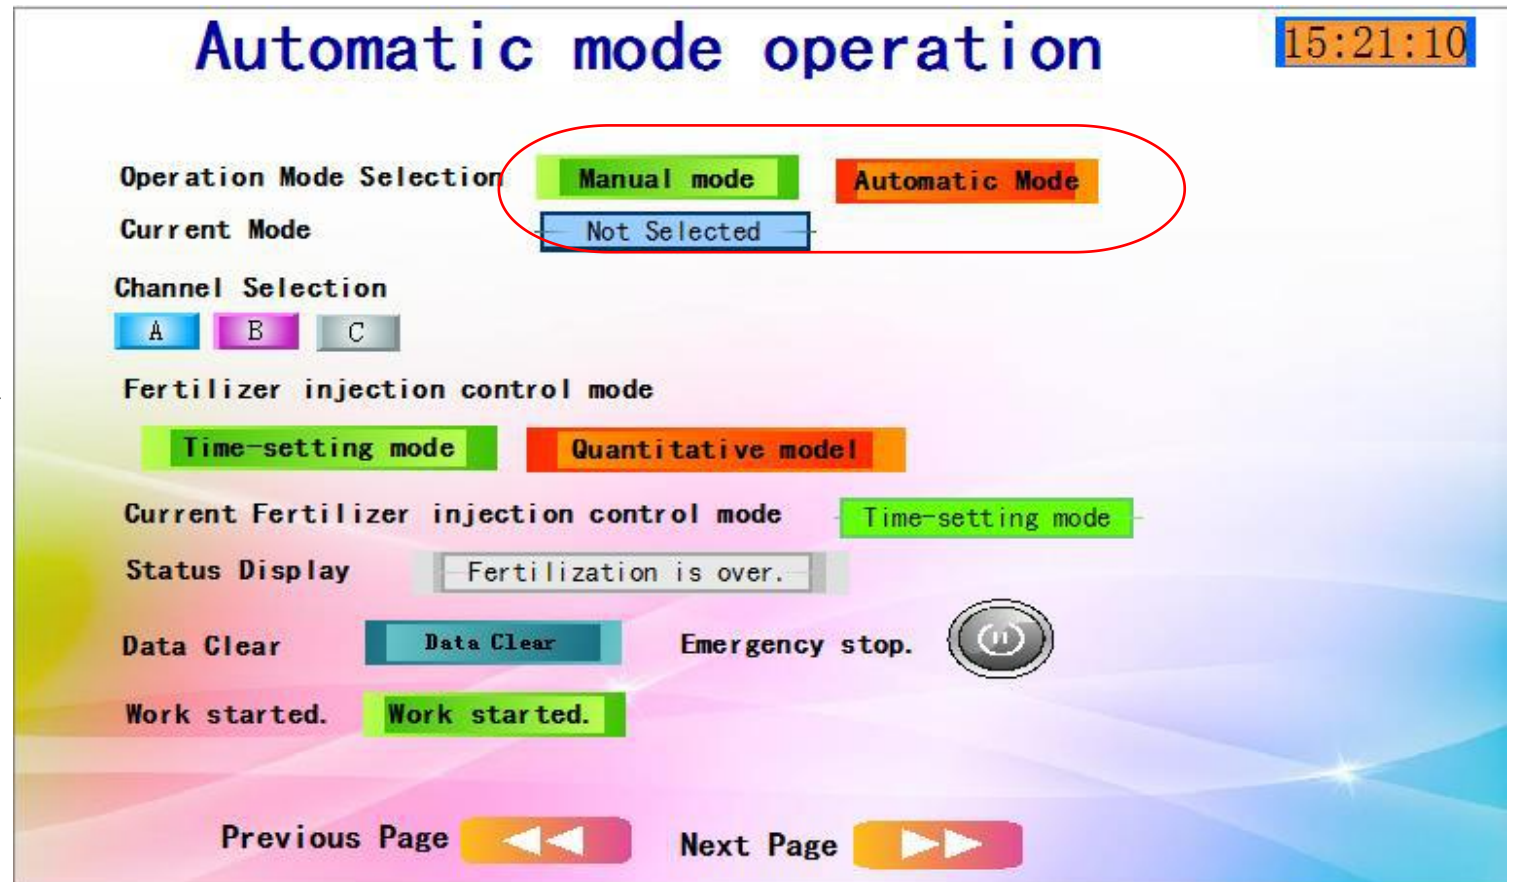 Automatic mode operation 15:21:10
Operation Mode Selection Manual mode Automatic Mode
Current Mode Not Selected
Channel Selection
A B C
Fertilizer injection control mode
Time-setting mode Quantitative model
Current Fertilizer injection control mode Time-setting mode
Status Display Fertilization is over.
Data Clear Data Clear Emergency stop.
Work started. Work started.
Previous Page Next Page